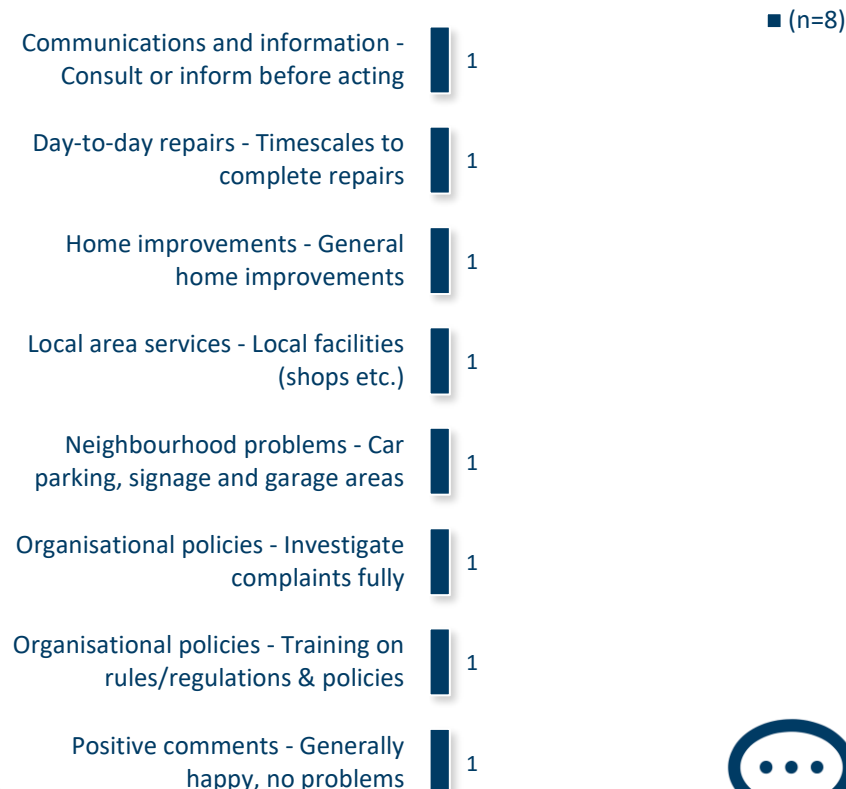 (n=8)
Communications and information -
Consult or inform before acting
1
Day-to-day repairs - Timescales to
complete repairs
1
Home improvements - General
home improvements
1
Local area services - Local facilities
(shops etc.)
1
Neighbourhood problems - Car
parking, signage and garage areas
1
Organisational policies - Investigate
complaints fully
1
Organisational policies - Training on
rules/regulations & policies
1
Positive comments - Generally
happy, no problems
1